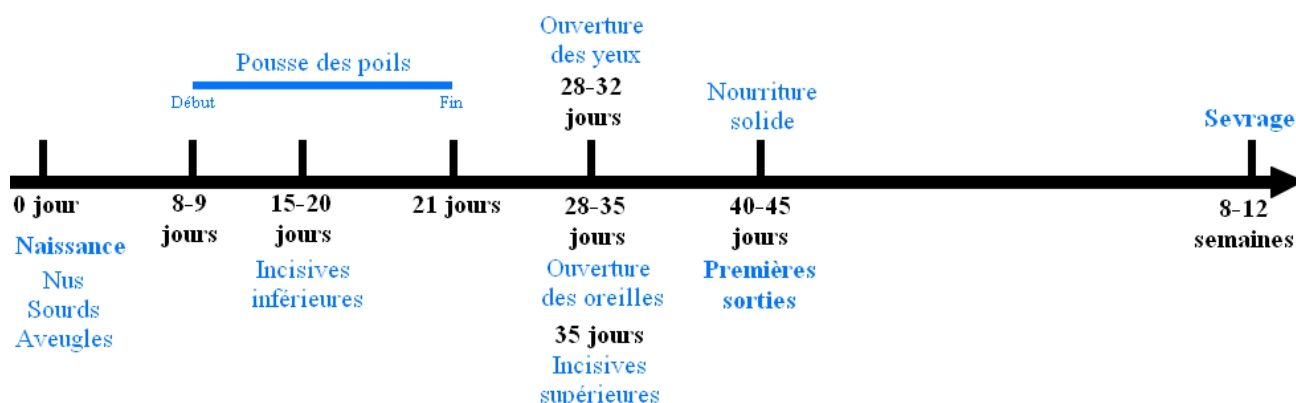 Ouverture
des yeux
28-32
jours
Pousse des poils
Début
Fin
Nourriture
solide
Sevrage
0 jour
Naissance
Nus
Sourds
Aveugles
8-9
jours
15-20
jours
Incisives
inférieures
21 jours
28-35
jours
Ouverture
des oreilles
35 jours
Incisives
supérieures
40-45
jours
Premières
sorties
8-12
semaines